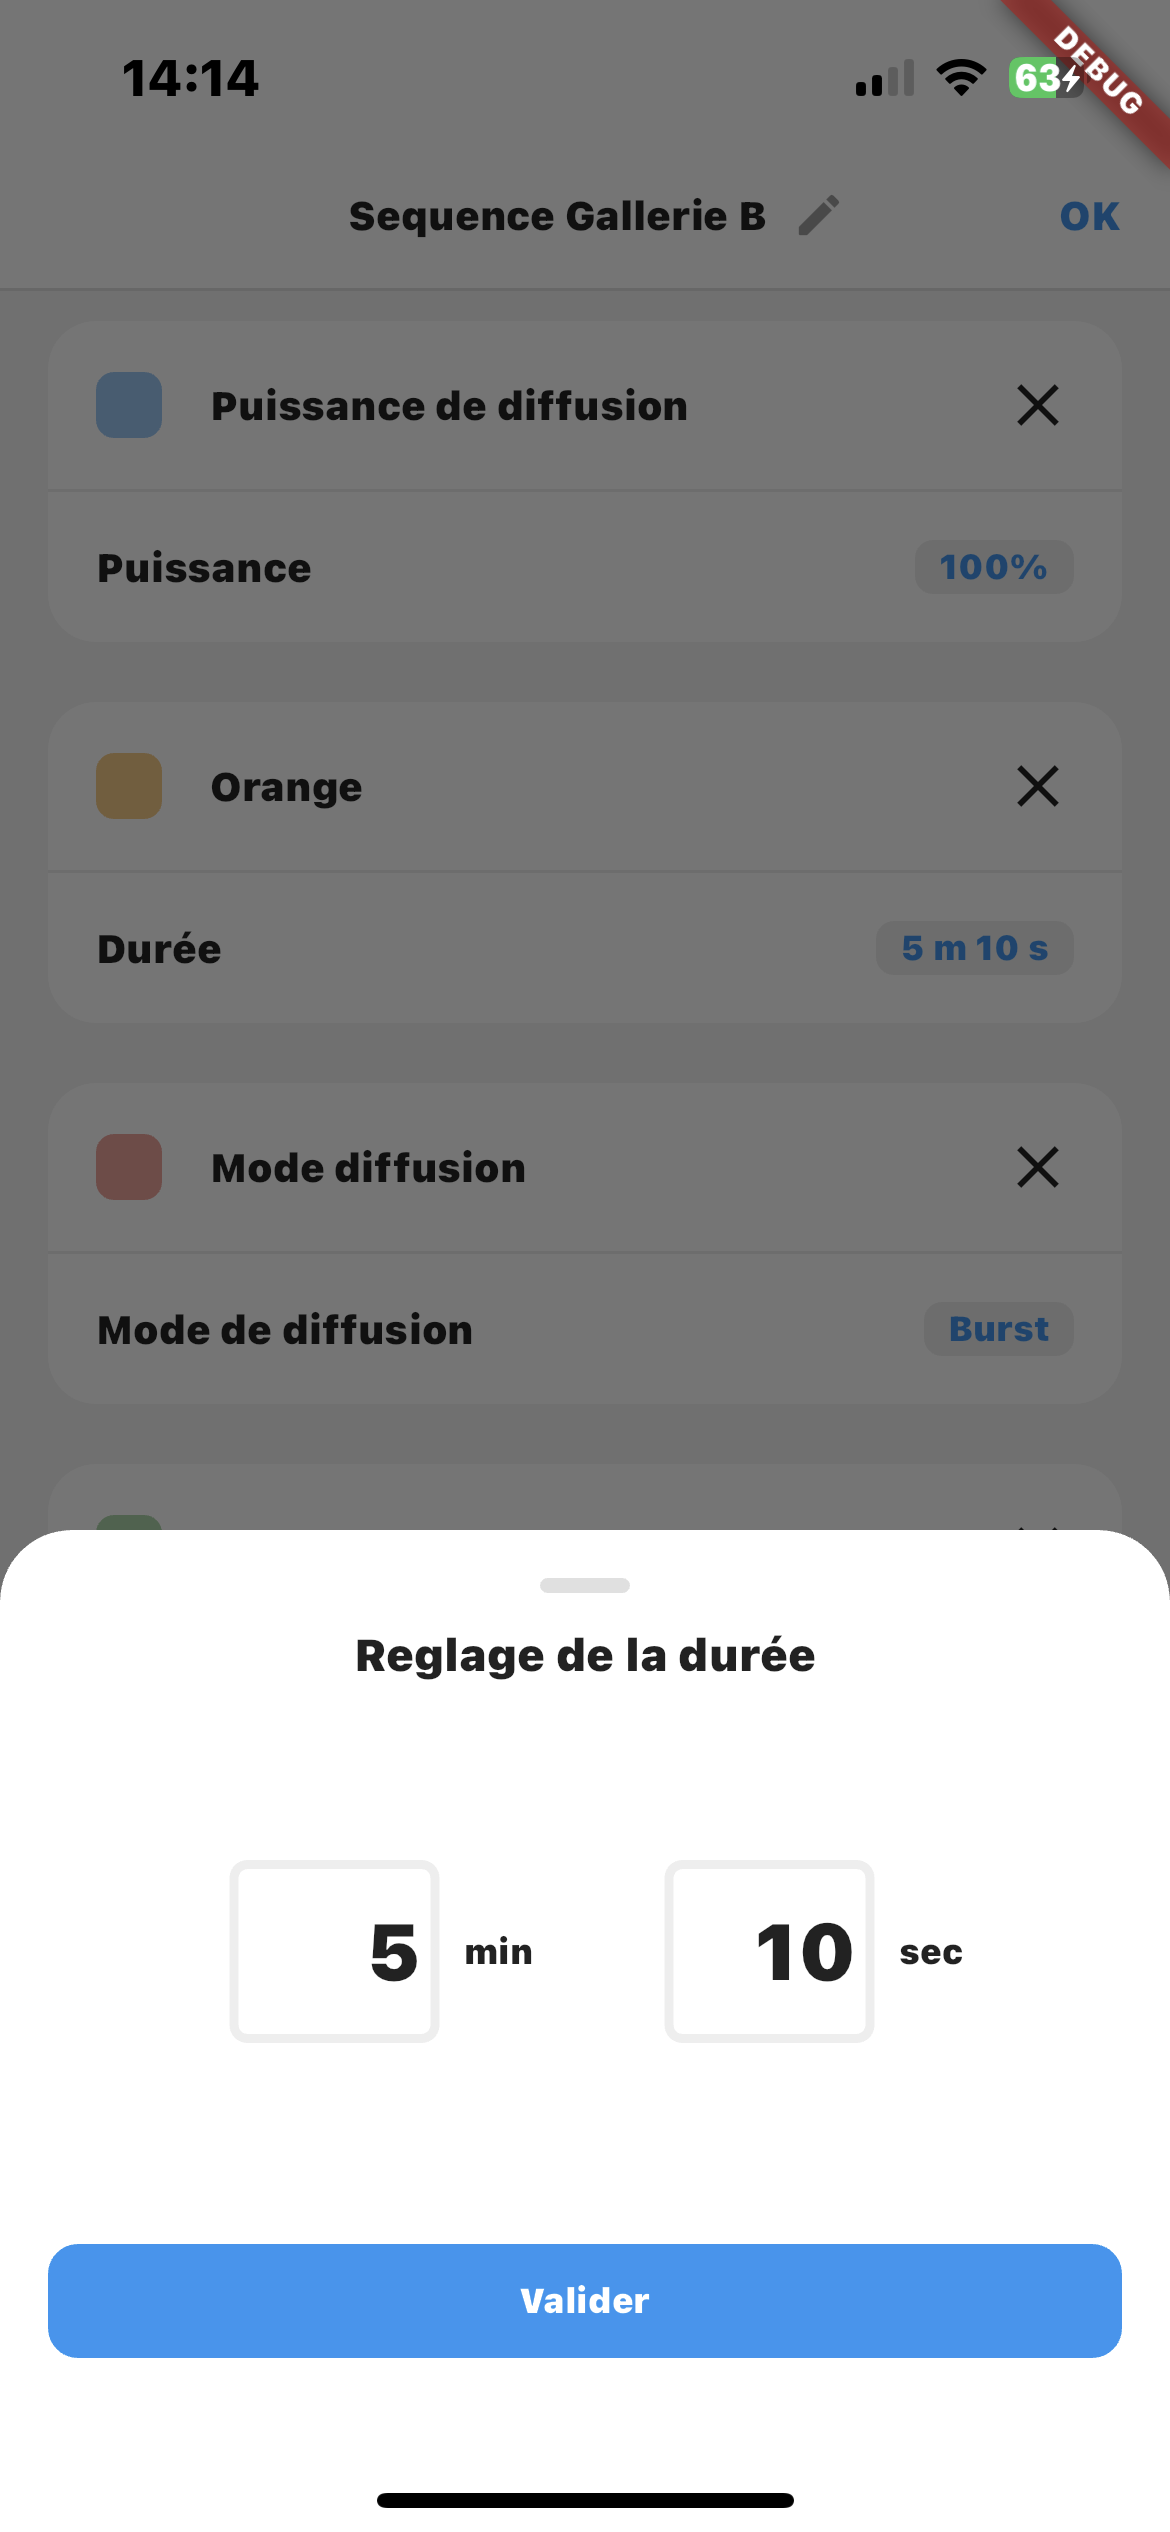 14:14
63
DEBUG
Sequence Gallerie B
OK
Puissance de diffusion
Puissance
100%
Orange
Durée
5 m 10 s
Mode diffusion
Mode de diffusion
Burst
Reglage de la durée
5 min
10 sec
Valider